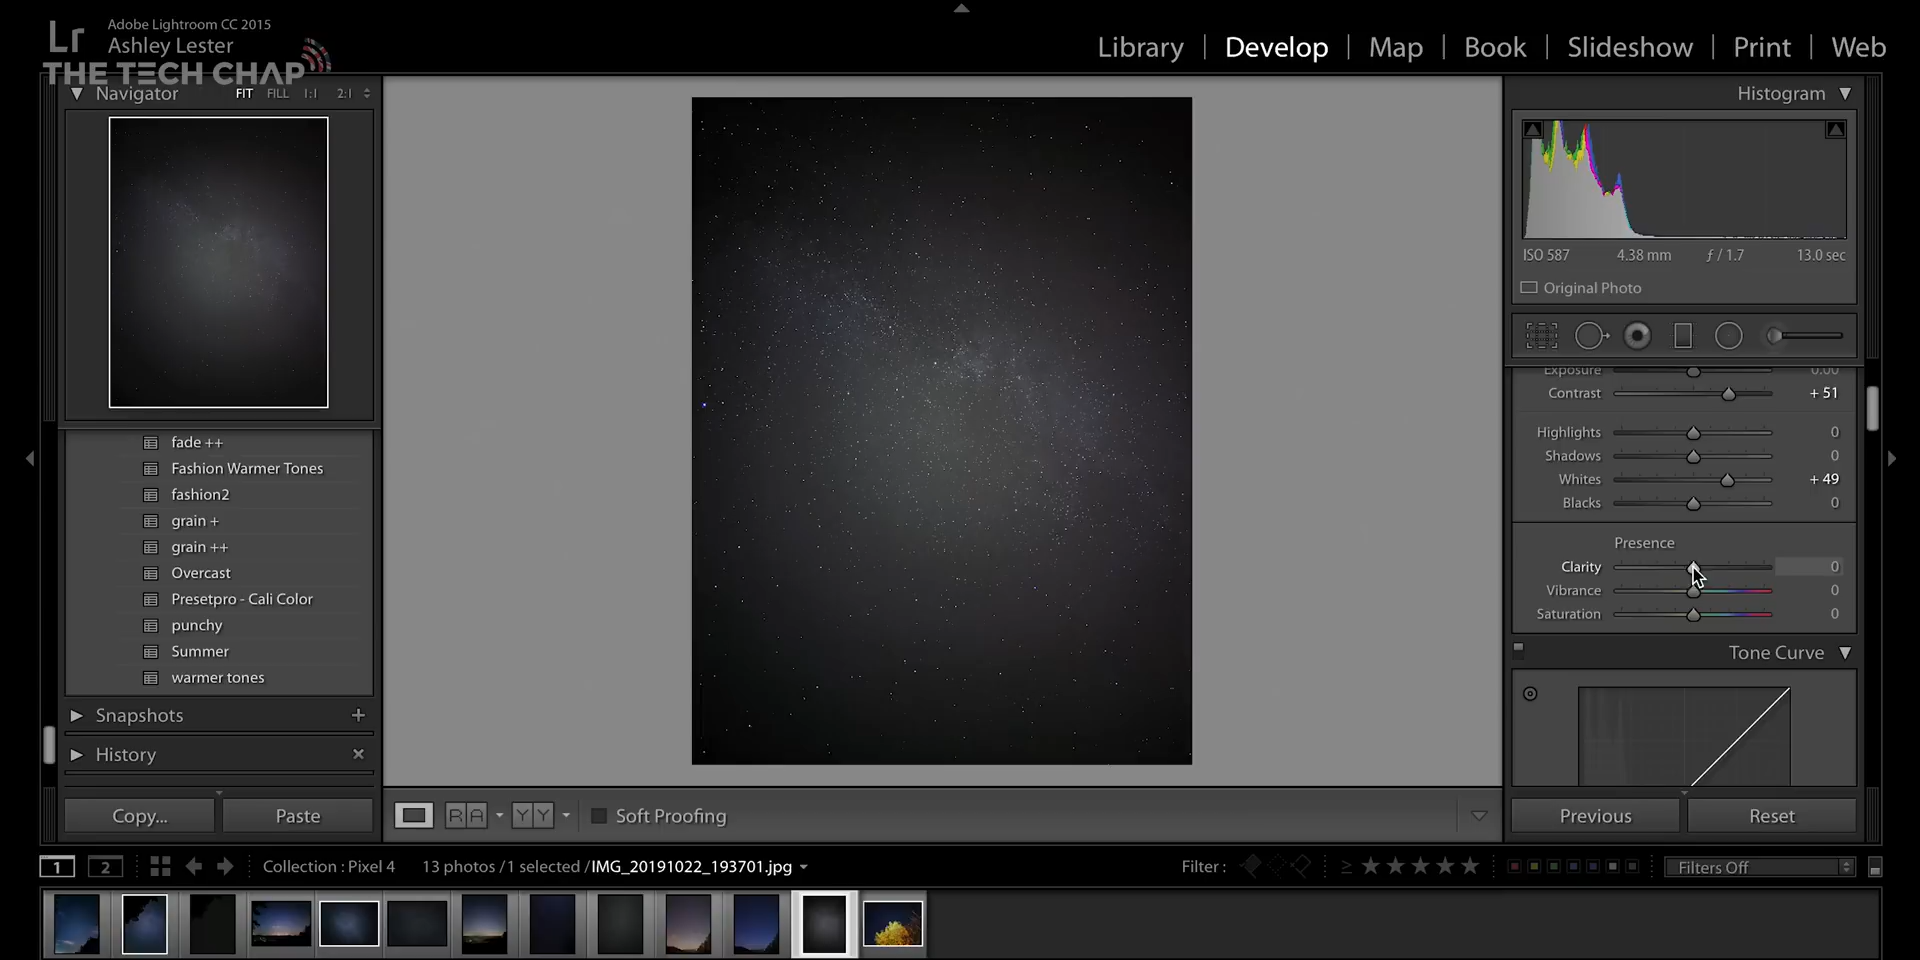 Lr
Adobe Lightroom CC 2015
Ashley Lester
THE TECH CHAP
Library | Develop | Map | Book | Slideshow | Print | Web
Navigator FIT FILL 1:1 2:1
fade ++
Fashion Warmer Tones
fashion2
grain +
grain ++
Overcast
Presetpro - Cali Color
punchy
Summer
warmer tones
Snapshots +
History ×
Copy... Paste
RA YY Soft Proofing
Histogram
ISO 587 4.38 mm ƒ / 1.7 13.0 sec
Original Photo
Exposure 0.00
Contrast + 51
Highlights 0
Shadows 0
Whites + 49
Blacks 0
Presence
Clarity 0
Vibrance 0
Saturation 0
Tone Curve
Previous Reset
1 2 Collection : Pixel 4 13 photos / 1 selected / IMG_20191022_193701.jpg Filter : ≥ ★★★★★ Filters Off